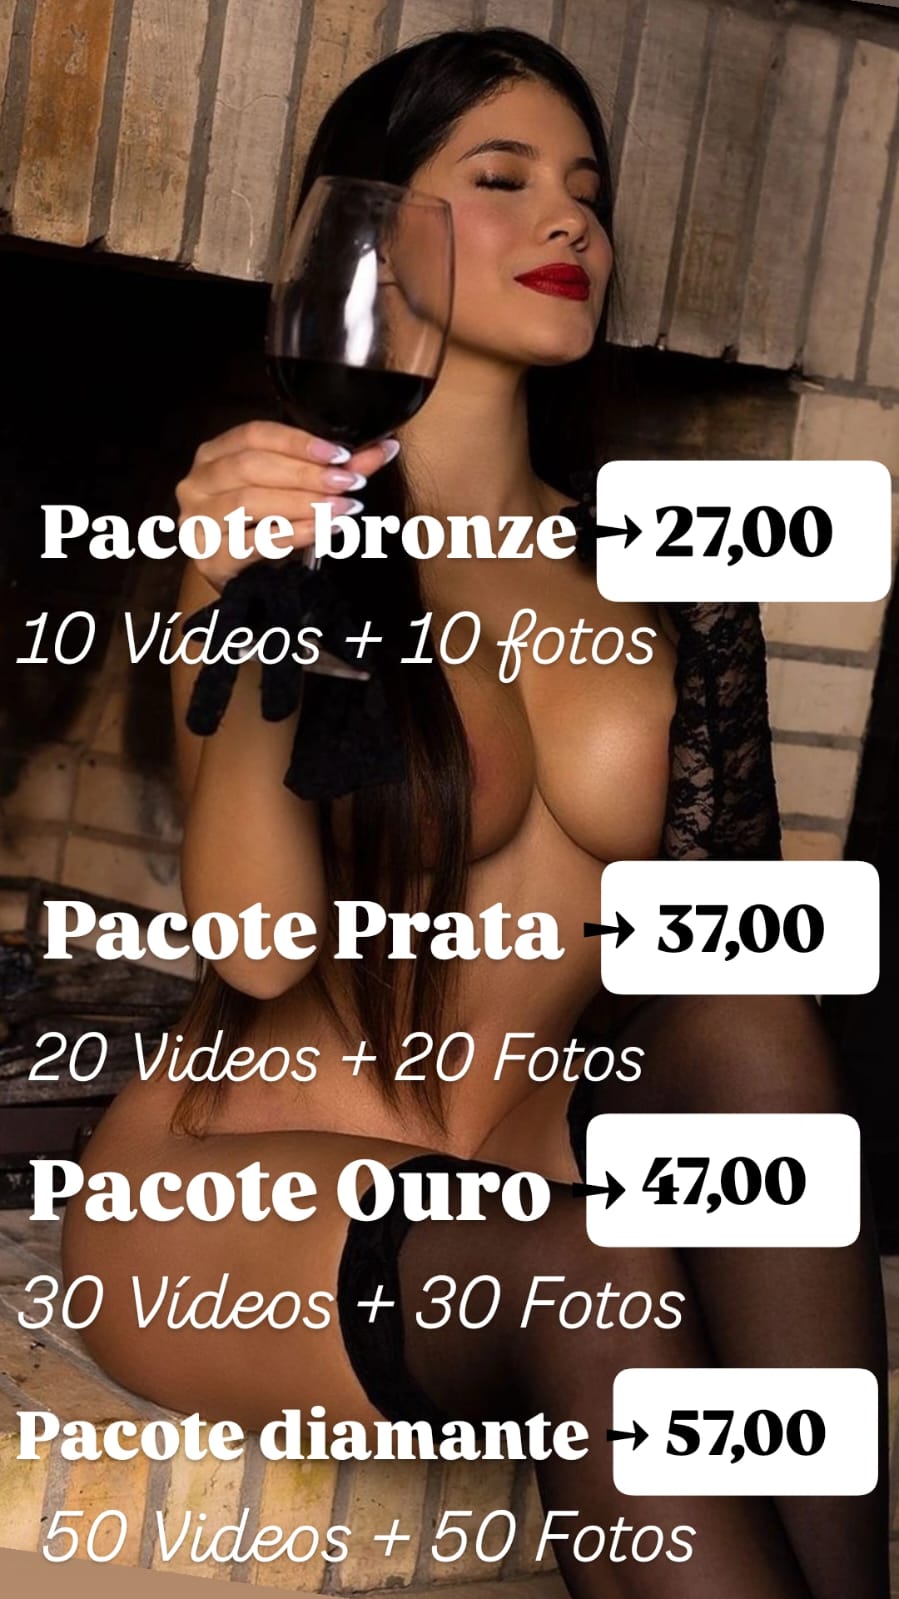 Pacote bronze → 27,00
10 Vídeos + 10 fotos
Pacote Prata → 37,00
20 Videos + 20 Fotos
Pacote Ouro → 47,00
30 Vídeos + 30 Fotos
Pacote diamante → 57,00
50 Videos + 50 Fotos